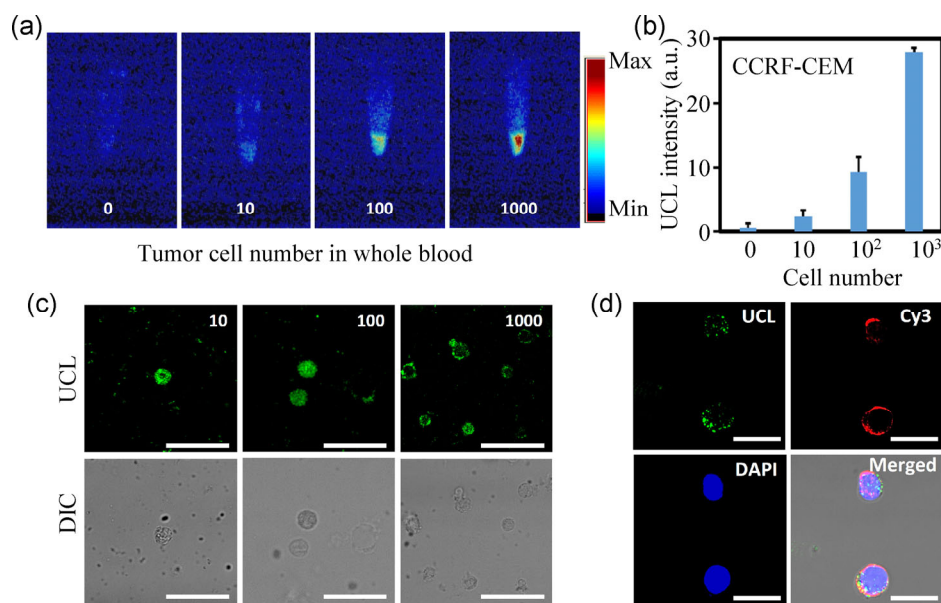 (a)
0
10
100
1000
Max
Min
Tumor cell number in whole blood
(b)
30
20
10
0
UCL intensity (a.u.)
CCRF-CEM
0
10
10²
10³
Cell number
(c)
10
100
1000
UCL
DIC
(d)
UCL
Cy3
DAPI
Merged